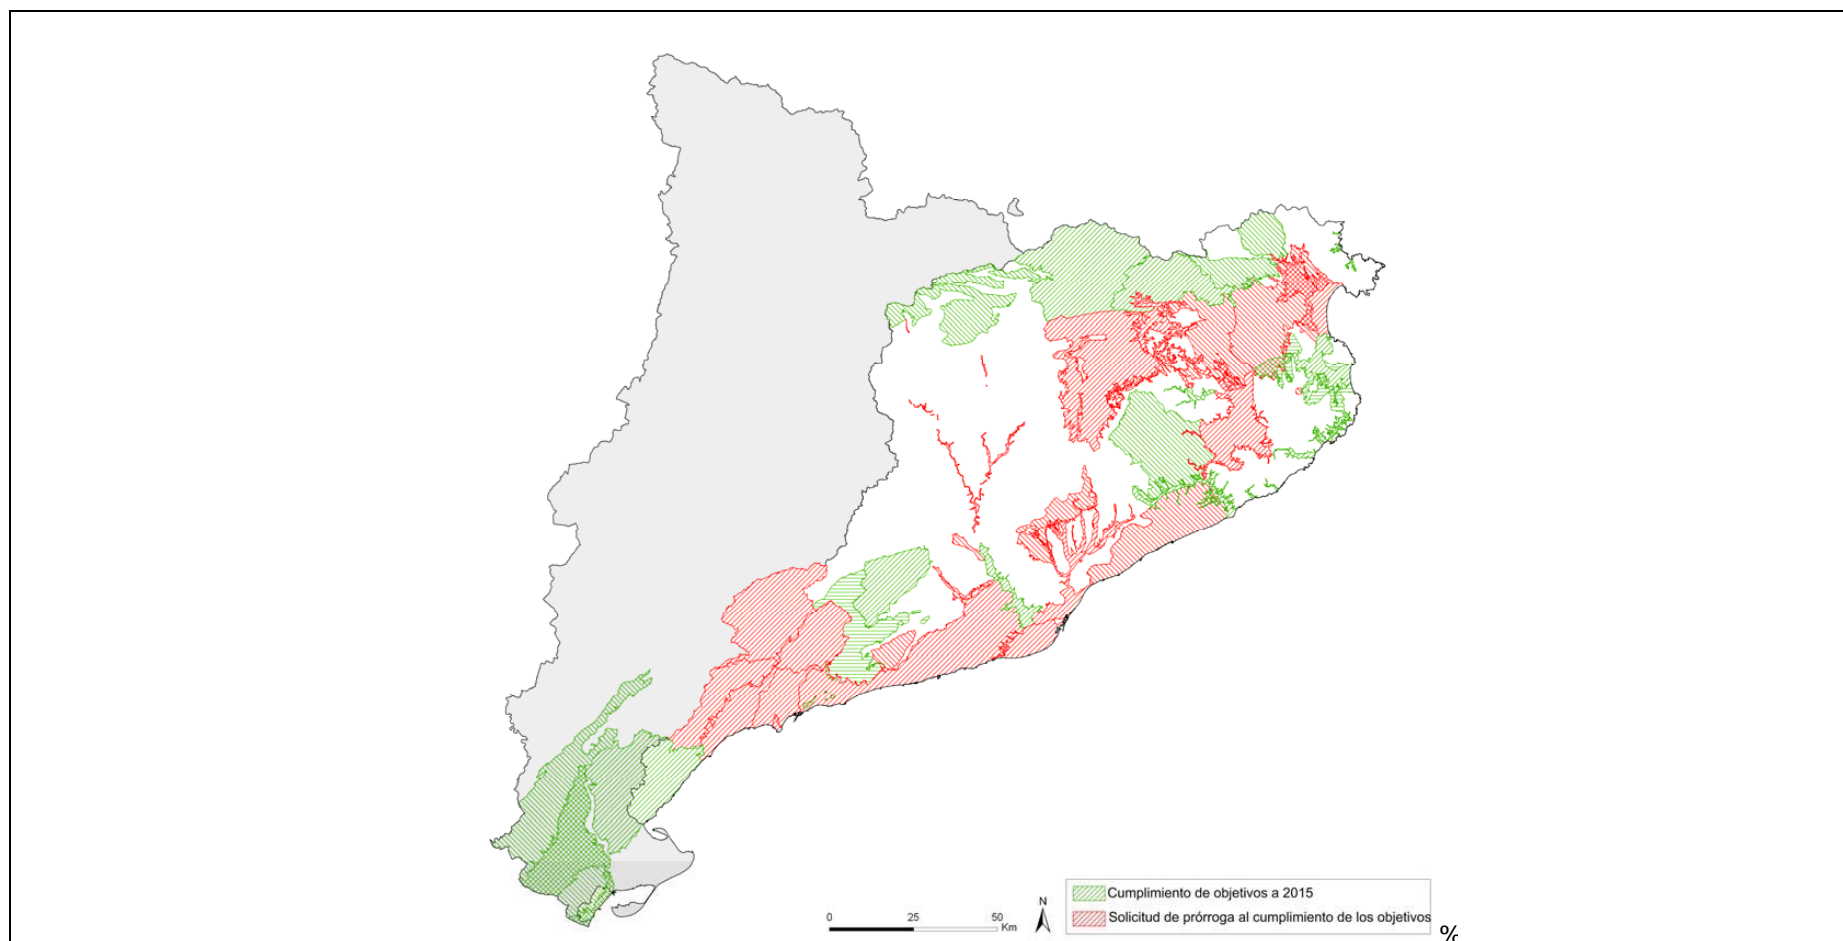 Cumplimiento de objetivos a 2015
Solicitud de prórroga al cumplimiento de los objetivos
N
0 25 50
Km
%